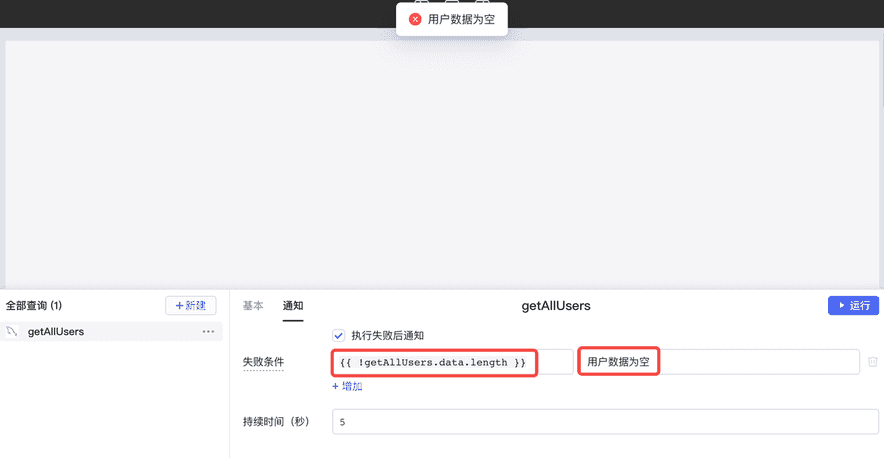 用户数据为空
全部查询 (1)
+ 新建
基本
通知
getAllUsers
运行
getAllUsers
执行失败后通知
失败条件
{{ !getAllUsers.data.length }}
用户数据为空
+ 增加
持续时间（秒）
5